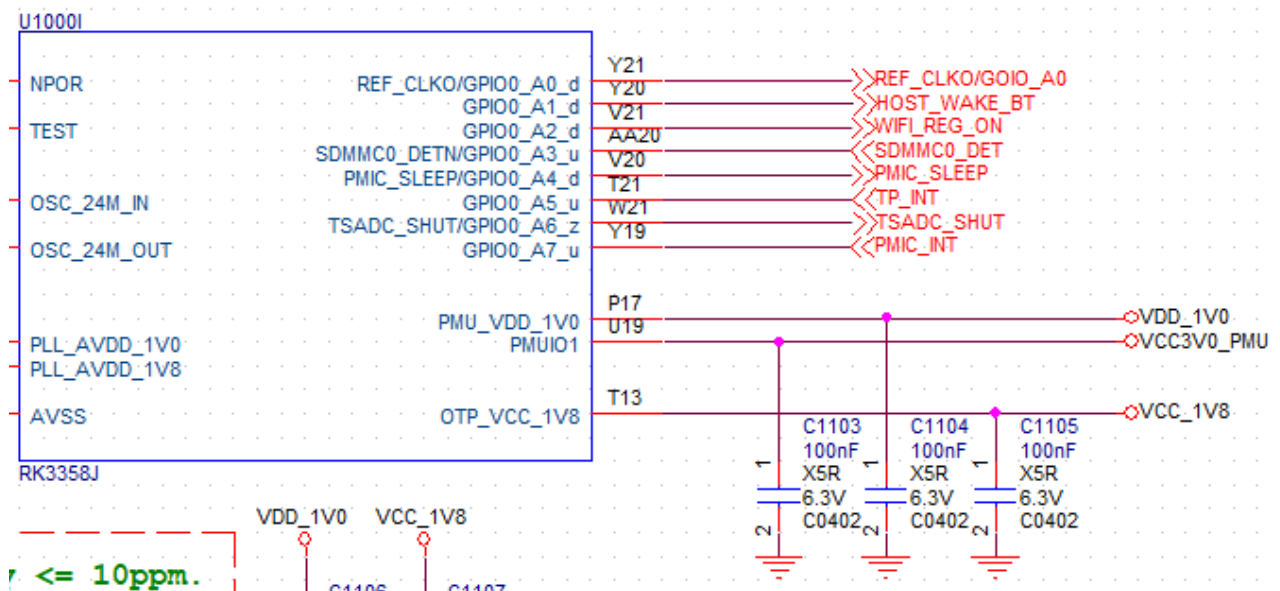 U1000I
NPOR
TEST
OSC_24M_IN
OSC_24M_OUT
PLL_AVDD_1V0
PLL_AVDD_1V8
AVSS
REF_CLKO/GPIO0_A0_d
GPIO0_A1_d
GPIO0_A2_d
SDMMC0_DETN/GPIO0_A3_u
PMIC_SLEEP/GPIO0_A4_d
GPIO0_A5_u
TSADC_SHUT/GPIO0_A6_z
GPIO0_A7_u
PMU_VDD_1V0
PMUIO1
OTP_VCC_1V8
RK3358J
Y21
Y20
V21
AA20
V20
T21
W21
Y19
P17
U19
T13
REF_CLKO/GOIO_A0
HOST_WAKE_BT
WIFI_REG_ON
SDMMC0_DET
PMIC_SLEEP
TP_INT
TSADC_SHUT
PMIC_INT
VDD_1V0
VCC3V0_PMU
VCC_1V8
1
C1103
100nF
X5R
6.3V
C0402
2
1
C1104
100nF
X5R
6.3V
C0402
2
1
C1105
100nF
X5R
6.3V
C0402
2
VDD_1V0 VCC_1V8
<= 10ppm.
C1106 C1107